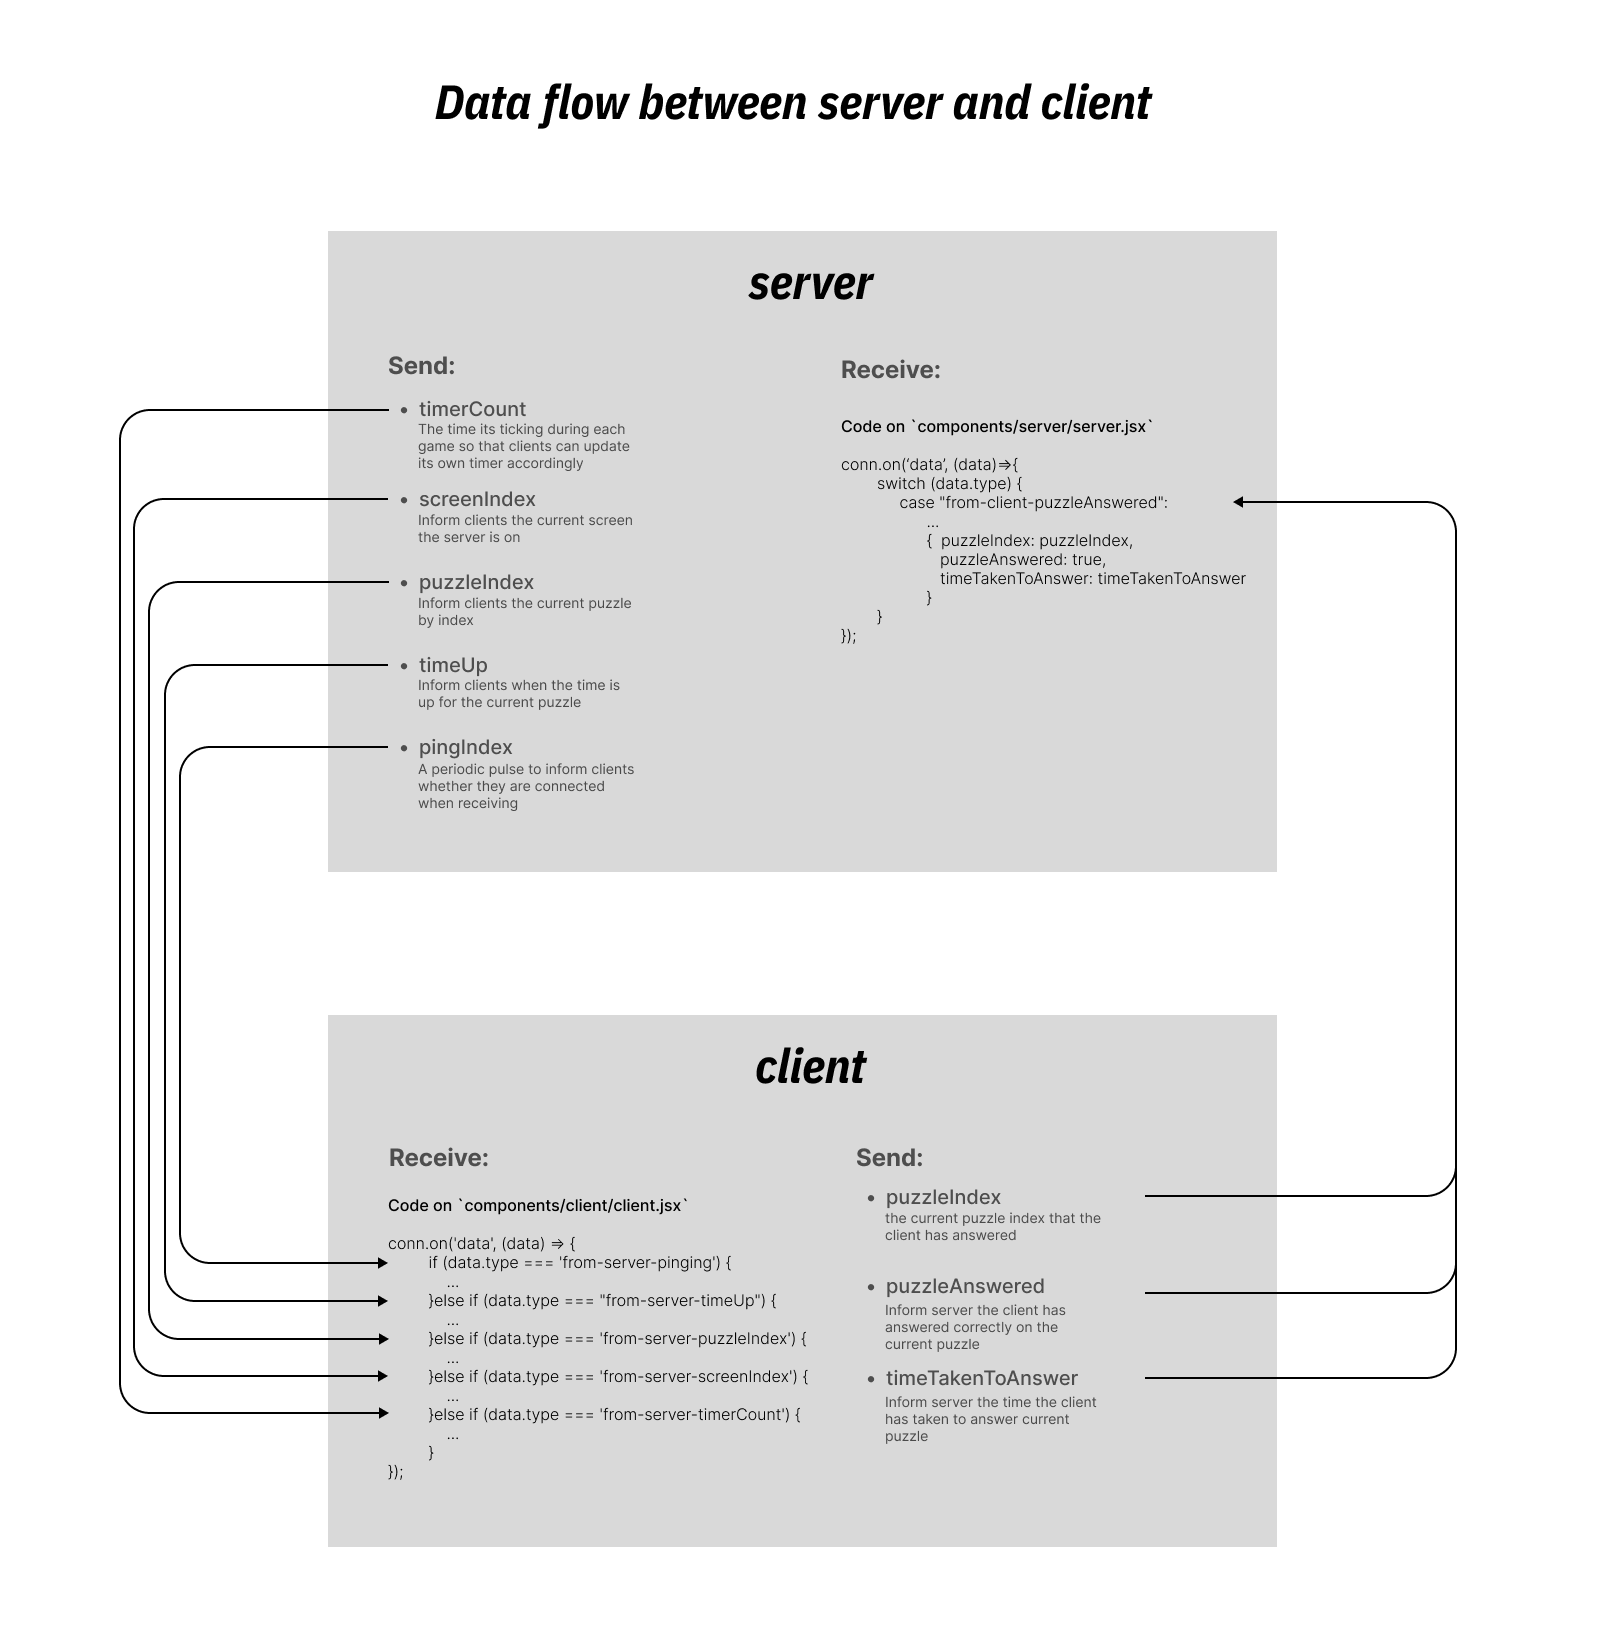 Data flow between server and client
server
Send:
• timerCount
The time its ticking during each
game so that clients can update
its own timer accordingly
• screenIndex
Inform clients the current screen
the server is on
• puzzleIndex
Inform clients the current puzzle
by index
• timeUp
Inform clients when the time is
up for the current puzzle
• pingIndex
A periodic pulse to inform clients
whether they are connected
when receiving
Receive:
Code on `components/server/server.jsx`
conn.on(‘data’, (data)=>{
switch (data.type) {
case "from-client-puzzleAnswered":
...
{ puzzleIndex: puzzleIndex,
puzzleAnswered: true,
timeTakenToAnswer: timeTakenToAnswer
}
}
});
client
Receive:
Code on `components/client/client.jsx`
conn.on('data', (data) => {
if (data.type === 'from-server-pinging') {
...
}else if (data.type === "from-server-timeUp") {
...
}else if (data.type === 'from-server-puzzleIndex') {
...
}else if (data.type === 'from-server-screenIndex') {
...
}else if (data.type === 'from-server-timerCount') {
...
}
});
Send:
• puzzleIndex
the current puzzle index that the
client has answered
• puzzleAnswered
Inform server the client has
answered correctly on the
current puzzle
• timeTakenToAnswer
Inform server the time the client
has taken to answer current
puzzle